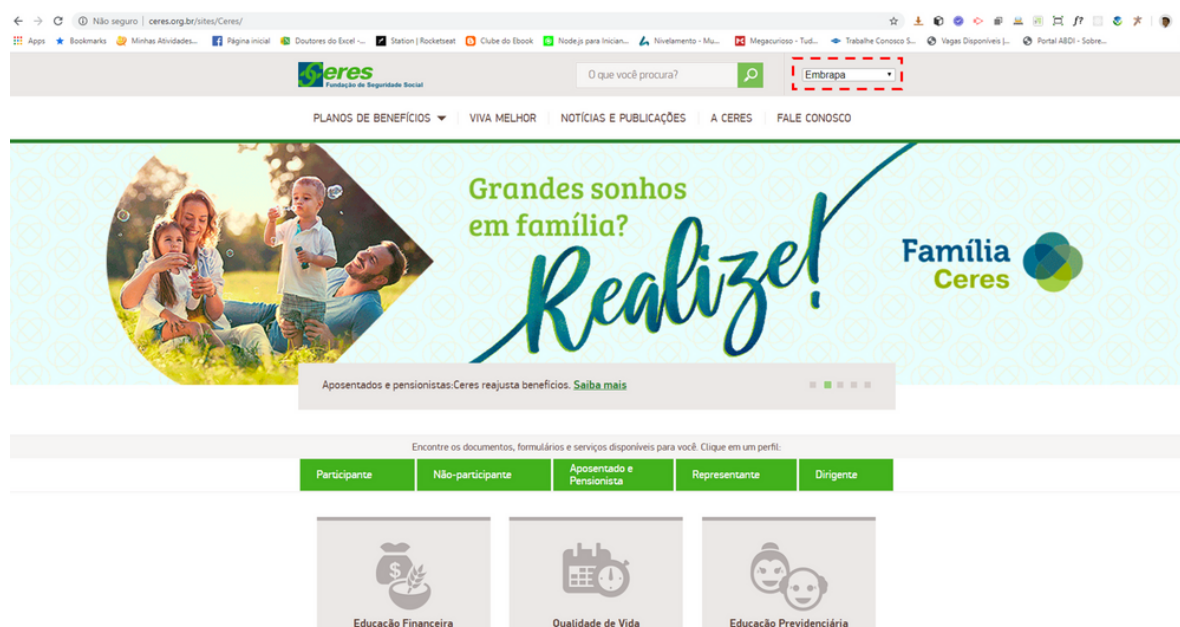 Não seguro | ceres.org.br/sites/Ceres/
Apps Bookmarks Minhas Atividades... Página inicial Doutores do Excel -... Station | Rocketseat Clube do Ebook Node.js para Inician... Nivelamento - Mu... Megacurioso - Tud... Trabalhe Conosco S... Vagas Disponíveis |... Portal ABDI - Sobre...
Ceres
Fundação de Seguridade Social
O que você procura?
Embrapa
PLANOS DE BENEFÍCIOS VIVA MELHOR NOTÍCIAS E PUBLICAÇÕES A CERES FALE CONOSCO
Grandes sonhos
em família?
Realize!
Família
Ceres
Aposentados e pensionistas:Ceres reajusta benefícios. Saiba mais
Encontre os documentos, formulários e serviços disponíveis para você. Clique em um perfil:
Participante
Não-participante
Aposentado e
Pensionista
Representante
Dirigente
Educação Financeira
Qualidade de Vida
Educação Previdenciária